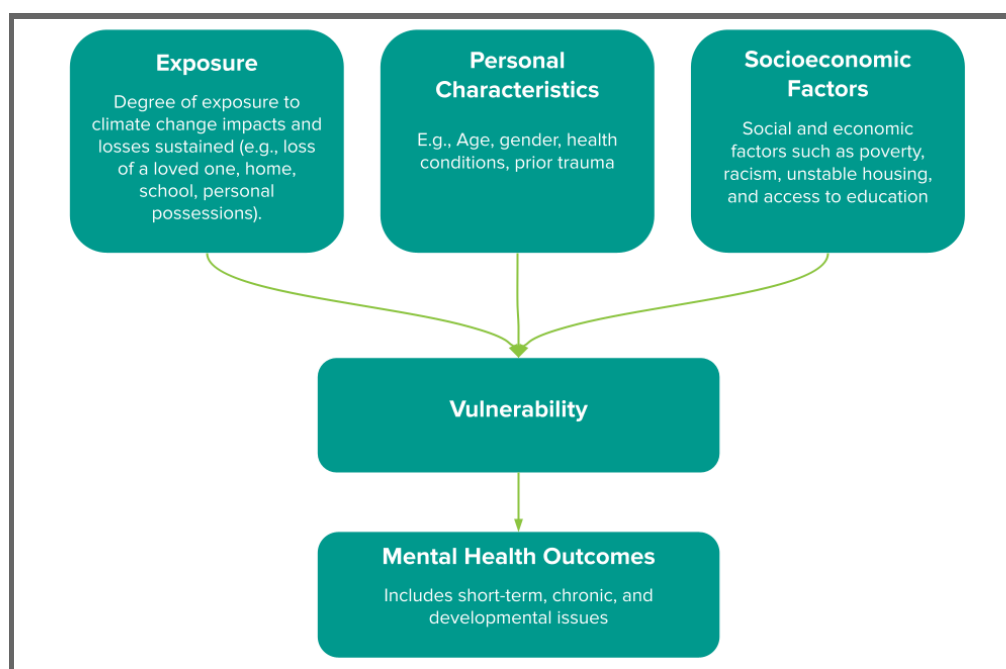 Exposure
Degree of exposure to
climate change impacts and
losses sustained (e.g., loss
of a loved one, home,
school, personal
possessions).
Personal
Characteristics
E.g., Age, gender, health
conditions, prior trauma
Socioeconomic
Factors
Social and economic
factors such as poverty,
racism, unstable housing,
and access to education
Vulnerability
Mental Health Outcomes
Includes short-term, chronic, and
developmental issues